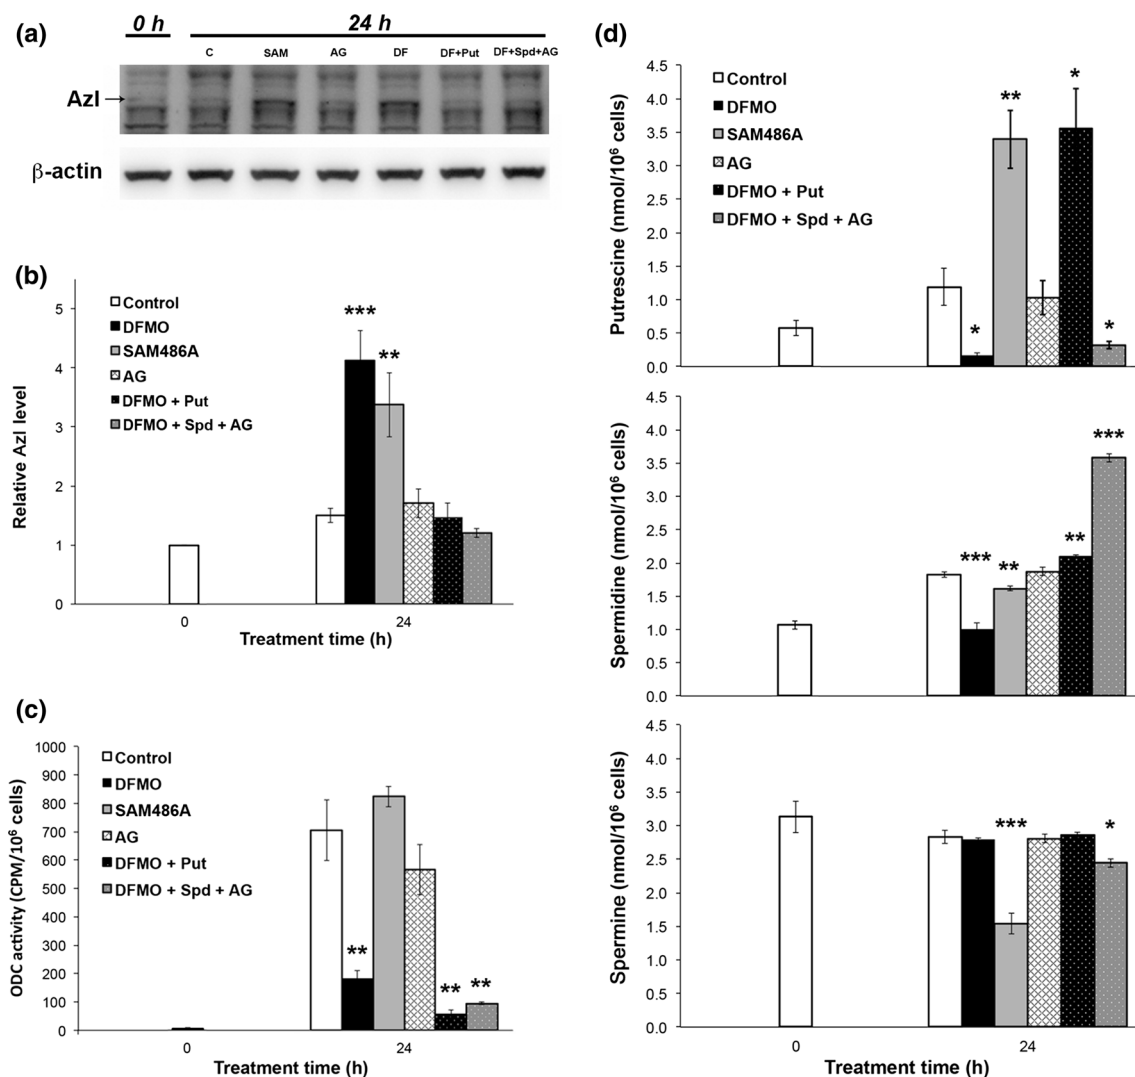 (a)
0 h
24 h
C SAM AG DF DF+Put DF+Spd+AG
AzI
β-actin
(b)
Relative AzI level
5
4
3
2
1
0
Control
DFMO
SAM486A
AG
DFMO + Put
DFMO + Spd + AG
***
**
0 24
Treatment time (h)
(c)
ODC activity (CPM/10⁶ cells)
1000
900
800
700
600
500
400
300
200
100
0
Control
DFMO
SAM486A
AG
DFMO + Put
DFMO + Spd + AG
**
** **
0 24
Treatment time (h)
(d)
Putrescine (nmol/10⁶ cells)
4.5
4.0
3.5
3.0
2.5
2.0
1.5
1.0
0.5
0.0
Control
DFMO
SAM486A
AG
DFMO + Put
DFMO + Spd + AG
* ** * *
Spermidine (nmol/10⁶ cells)
4.5
4.0
3.5
3.0
2.5
2.0
1.5
1.0
0.5
0.0
*** ** ** ***
Spermine (nmol/10⁶ cells)
4.5
4.0
3.5
3.0
2.5
2.0
1.5
1.0
0.5
0.0
*** *
0 24
Treatment time (h)